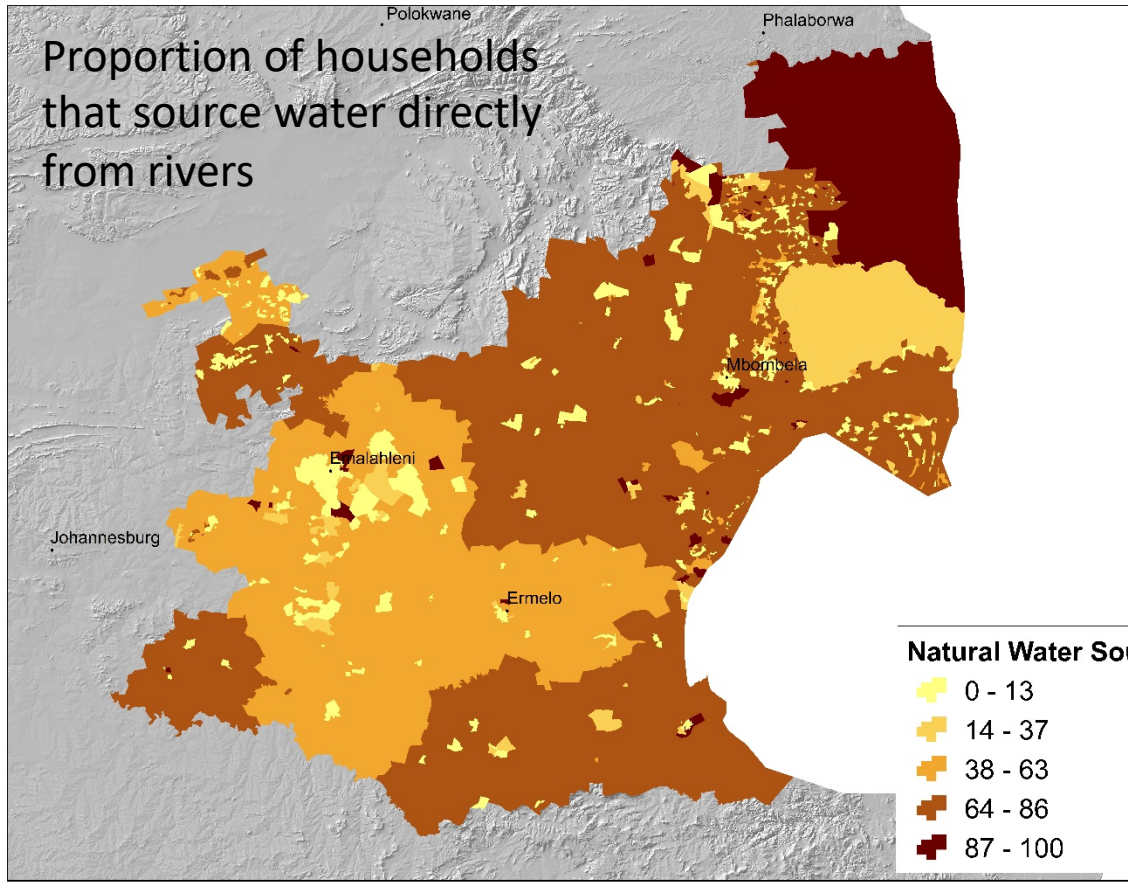 Polokwane
Phalaborwa
Proportion of households
that source water directly
from rivers
Mbombela
Emalahleni
Johannesburg
Ermelo
Natural Water Sou
0 - 13
14 - 37
38 - 63
64 - 86
87 - 100